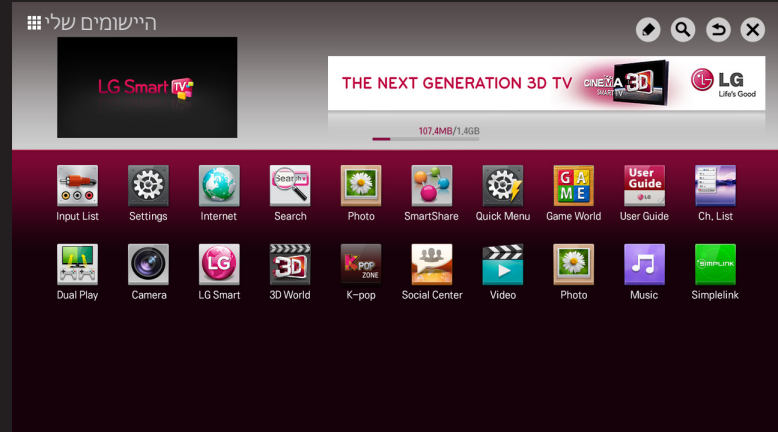 היישומים שלי
LG Smart TV
THE NEXT GENERATION 3D TV
CINEMA 3D
SMART TV
LG
Life's Good
107.4MB/1.4GB
Search
GAME
User Guide
LG
Input List Settings Internet Search Photo SmartShare Quick Menu Game World User Guide Ch. List
LG
3D
K-POP ZONE
SIMPLINK
Dual Play Camera LG Smart 3D World K-pop Social Center Video Photo Music Simplelink